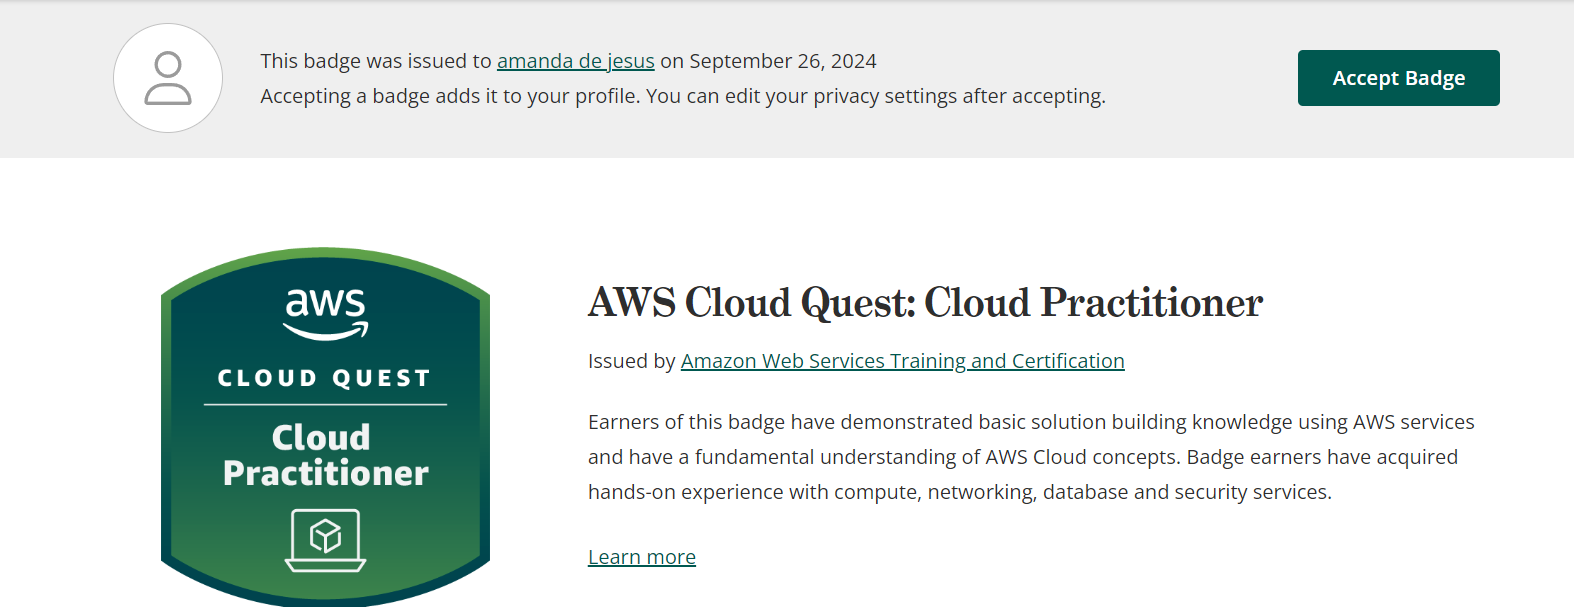 This badge was issued to amanda de jesus on September 26, 2024
Accepting a badge adds it to your profile. You can edit your privacy settings after accepting.
Accept Badge
aws
CLOUD QUEST
Cloud
Practitioner
AWS Cloud Quest: Cloud Practitioner
Issued by Amazon Web Services Training and Certification
Earners of this badge have demonstrated basic solution building knowledge using AWS services
and have a fundamental understanding of AWS Cloud concepts. Badge earners have acquired
hands-on experience with compute, networking, database and security services.
Learn more